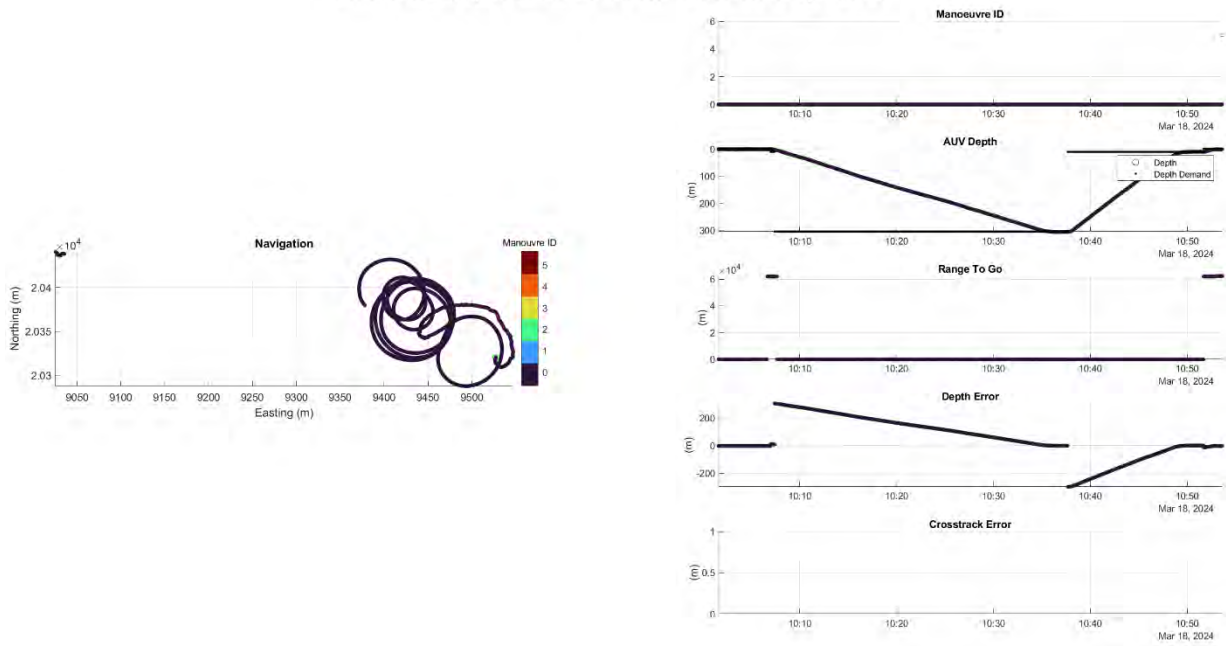 Navigation
×10⁴
2.04
2.035
2.03
Northing (m)
9050 9100 9150 9200 9250 9300 9350 9400 9450 9500
Easting (m)
Manouvre ID
5
4
3
2
1
0
Manoeuvre ID
6
4
2
0
10:10 10:20 10:30 10:40 10:50
Mar 18, 2024
AUV Depth
0
100
200
300
(m)
Depth
Depth Demand
10:10 10:20 10:30 10:40 10:50
Mar 18, 2024
Range To Go
×10⁴
6
4
2
0
(m)
10:10 10:20 10:30 10:40 10:50
Mar 18, 2024
Depth Error
200
0
-200
(m)
10:10 10:20 10:30 10:40 10:50
Mar 18, 2024
Crosstrack Error
1
0.5
0
(m)
10:10 10:20 10:30 10:40 10:50
Mar 18, 2024